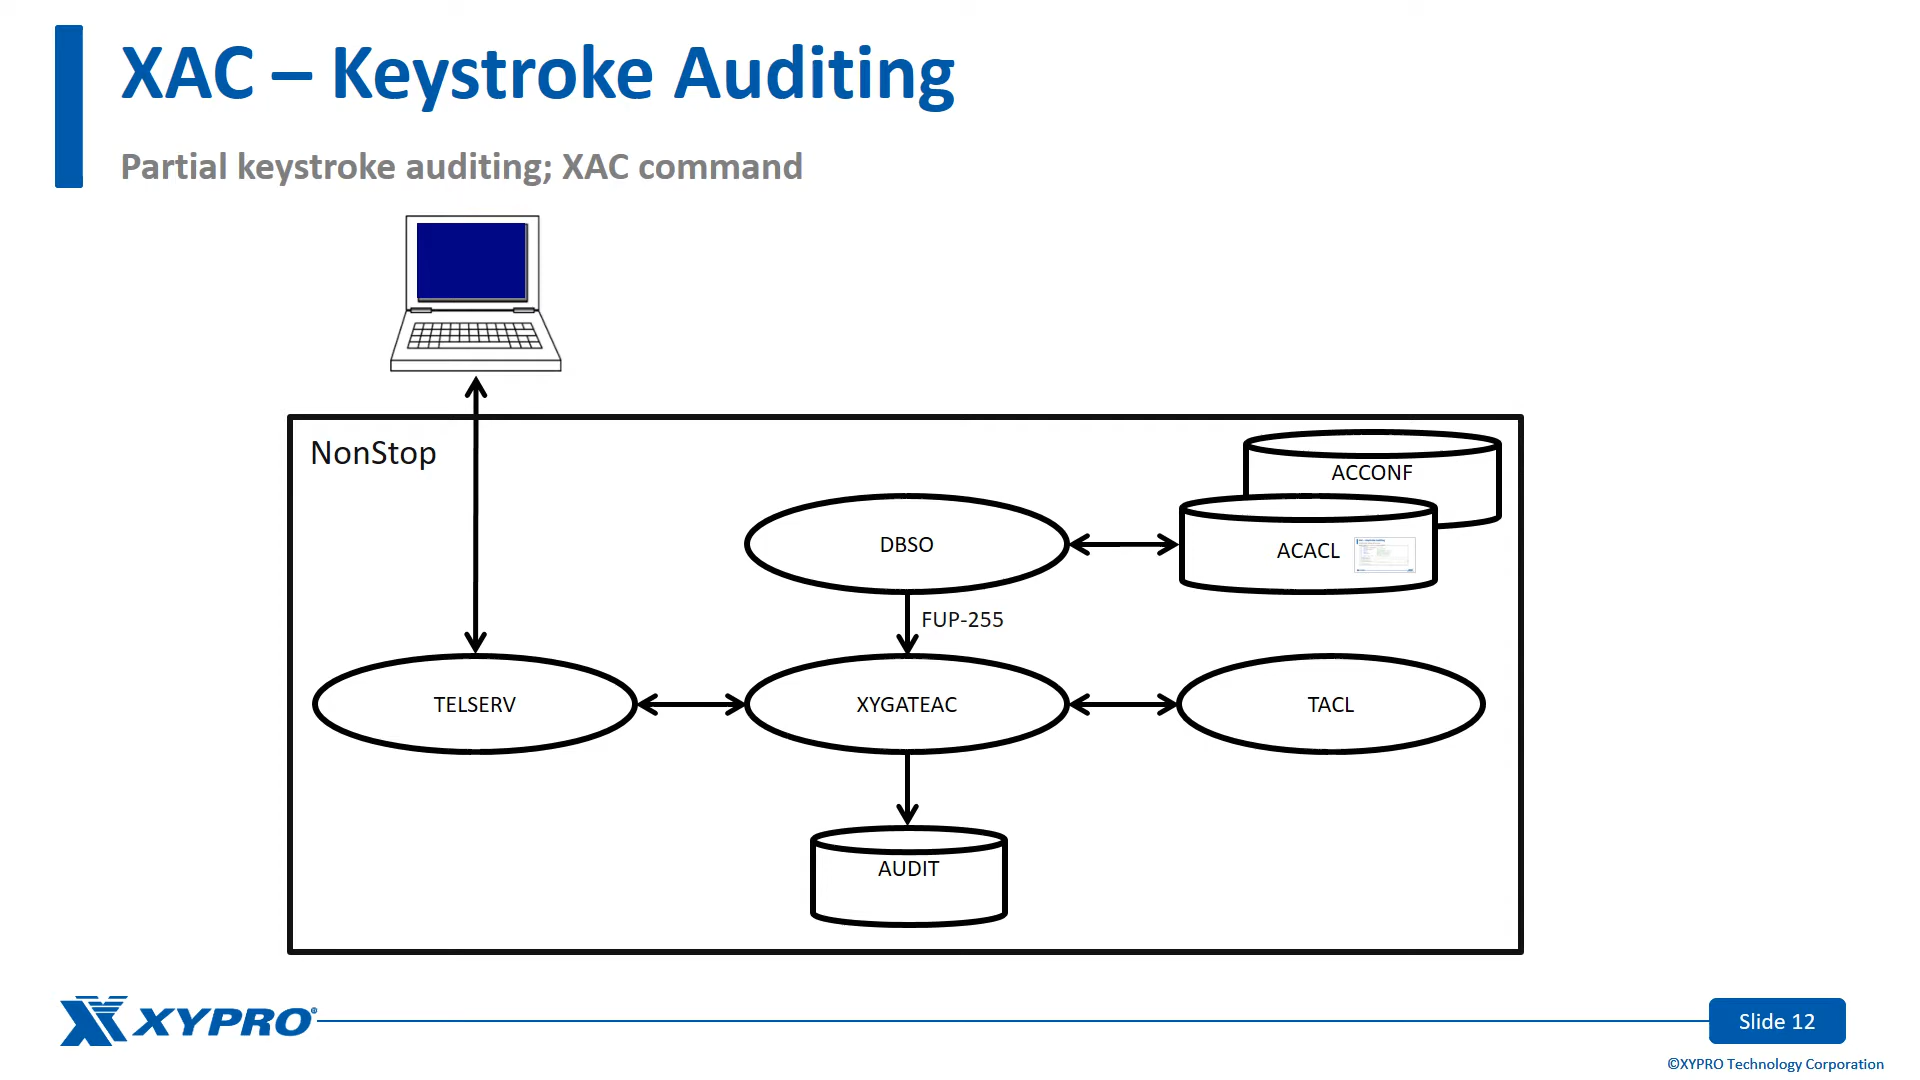 XAC – Keystroke Auditing
Partial keystroke auditing; XAC command
NonStop
ACCONF
DBSO
ACACL
FUP-255
TELSERV
XYGATEAC
TACL
AUDIT
XYPRO®
Slide 12
©XYPRO Technology Corporation